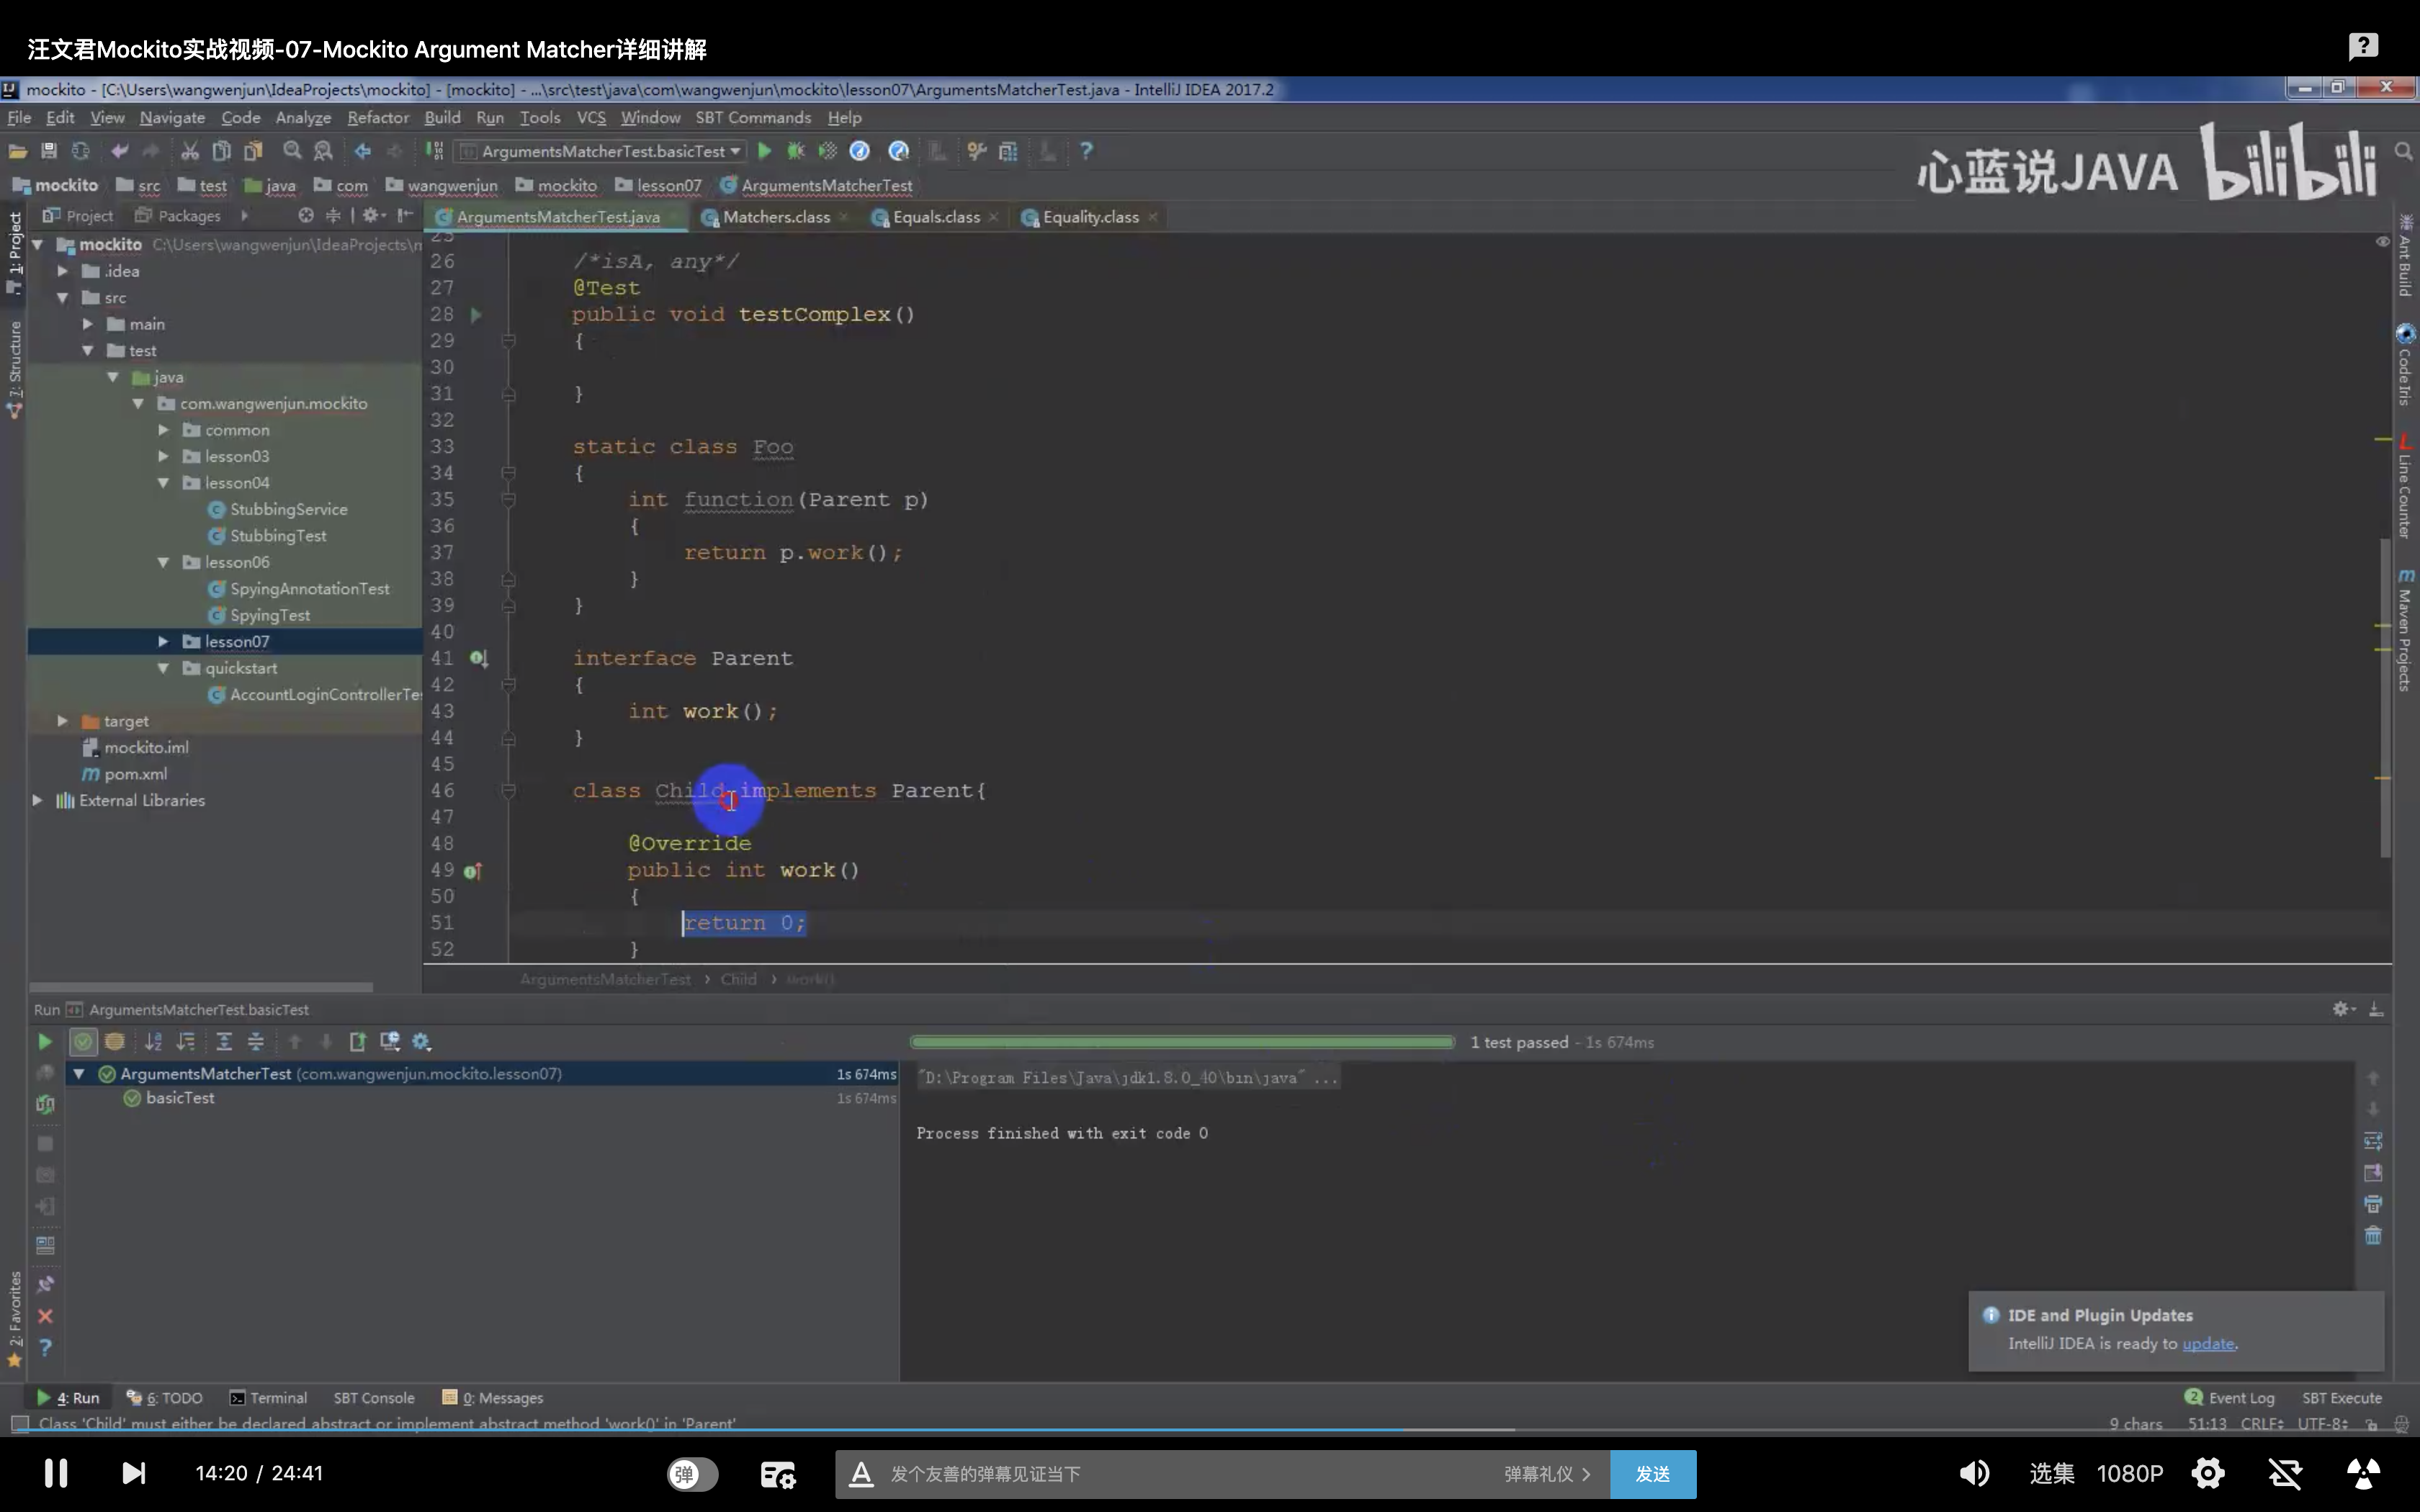 汪文君Mockito实战视频-07-Mockito Argument Matcher详细讲解
mockito - [C:\Users\wangwenjun\IdeaProjects\mockito] - [mockito] - ...\src\test\java\com\wangwenjun\mockito\lesson07\ArgumentsMatcherTest.java - IntelliJ IDEA 2017.2
File Edit View Navigate Code Analyze Refactor Build Run Tools VCS Window SBT Commands Help
ArgumentsMatcherTest.basicTest
心蓝说JAVA bilibili
mockito src test java com wangwenjun mockito lesson07 ArgumentsMatcherTest
Project Packages
ArgumentsMatcherTest.java Matchers.class Equals.class Equality.class
1: Project
7: Structure
2: Favorites
mockito C:\Users\wangwenjun\IdeaProjects\m
.idea
src
main
test
java
com.wangwenjun.mockito
common
lesson03
lesson04
StubbingService
StubbingTest
lesson06
SpyingAnnotationTest
SpyingTest
lesson07
quickstart
AccountLoginControllerTe
target
mockito.iml
pom.xml
External Libraries
25
26 /*isA, any*/
27 @Test
28 public void testComplex()
29 {
30
31 }
32
33 static class Foo
34 {
35 int function(Parent p)
36 {
37 return p.work();
38 }
39 }
40
41 interface Parent
42 {
43 int work();
44 }
45
46 class Child implements Parent{
47
48 @Override
49 public int work()
50 {
51 return 0;
52 }
ArgumentsMatcherTest › Child › work()
Ant Build
Code Iris
Line Counter
Maven Projects
Run ArgumentsMatcherTest.basicTest
1 test passed - 1s 674ms
ArgumentsMatcherTest (com.wangwenjun.mockito.lesson07) 1s 674ms
basicTest 1s 674ms
"D:\Program Files\Java\jdk1.8.0_40\bin\java" ...
Process finished with exit code 0
IDE and Plugin Updates
IntelliJ IDEA is ready to update.
4: Run 6: TODO Terminal SBT Console 0: Messages
2 Event Log SBT Execute
Class 'Child' must either be declared abstract or implement abstract method 'work()' in 'Parent'
9 chars 51:13 CRLF UTF-8
14:20 / 24:41
弹
发个友善的弹幕见证当下
弹幕礼仪 >
发送
选集 1080P